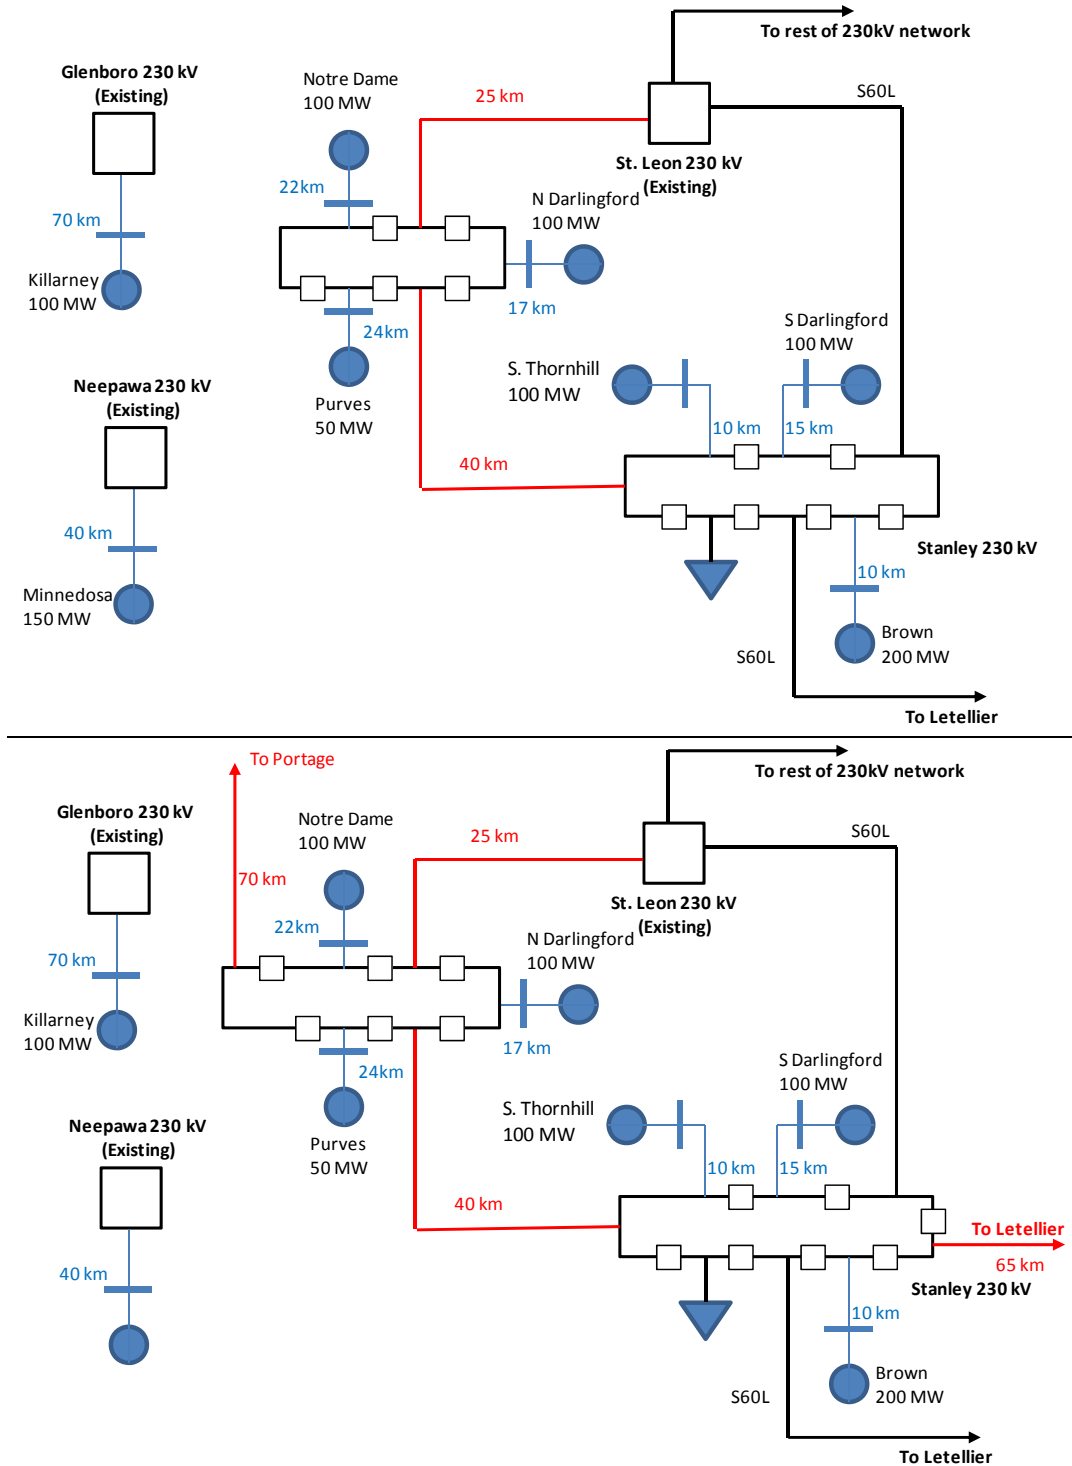 To rest of 230kV network
Glenboro 230 kV
(Existing)
Notre Dame
100 MW
25 km
S60L
St. Leon 230 kV
(Existing)
22km
N Darlingford
100 MW
70 km
Killarney
100 MW
17 km
24km
S Darlingford
100 MW
S. Thornhill
100 MW
Neepawa 230 kV
(Existing)
Purves
50 MW
10 km
15 km
40 km
40 km
Stanley 230 kV
10 km
Minnedosa
150 MW
Brown
200 MW
S60L
To Letellier
To Portage
To rest of 230kV network
Glenboro 230 kV
(Existing)
Notre Dame
100 MW
25 km
S60L
70 km
St. Leon 230 kV
(Existing)
22km
N Darlingford
100 MW
70 km
Killarney
100 MW
17 km
24km
S Darlingford
100 MW
S. Thornhill
100 MW
Neepawa 230 kV
(Existing)
Purves
50 MW
10 km
15 km
40 km
To Letellier
65 km
40 km
Stanley 230 kV
10 km
Brown
200 MW
S60L
To Letellier